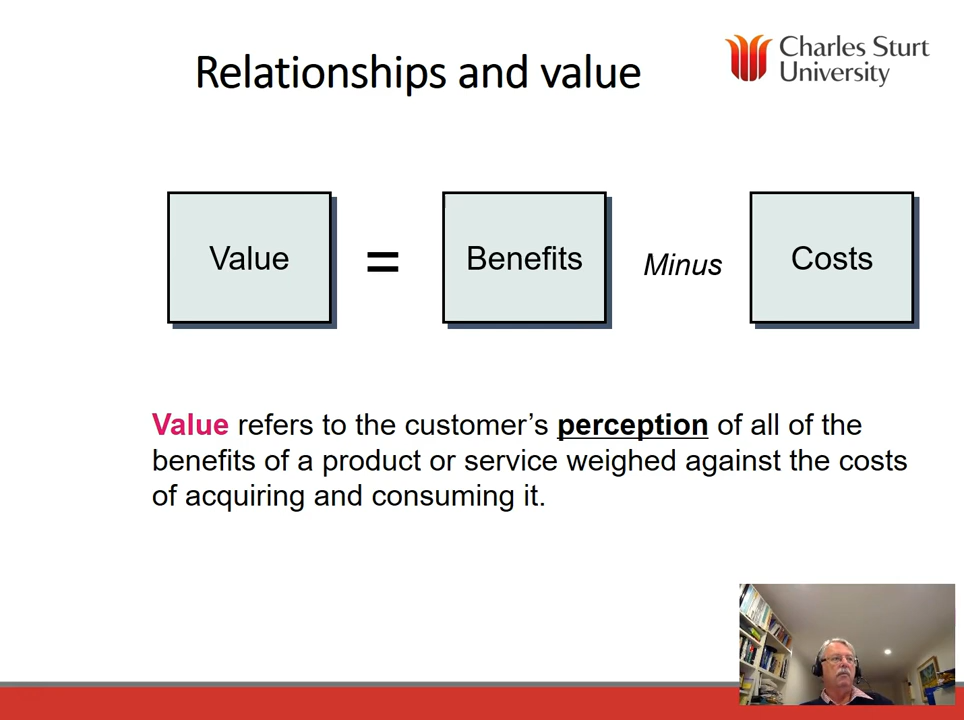 Relationships and value
Charles Sturt
University
Value = Benefits Minus Costs
Value refers to the customer’s perception of all of the
benefits of a product or service weighed against the costs
of acquiring and consuming it.